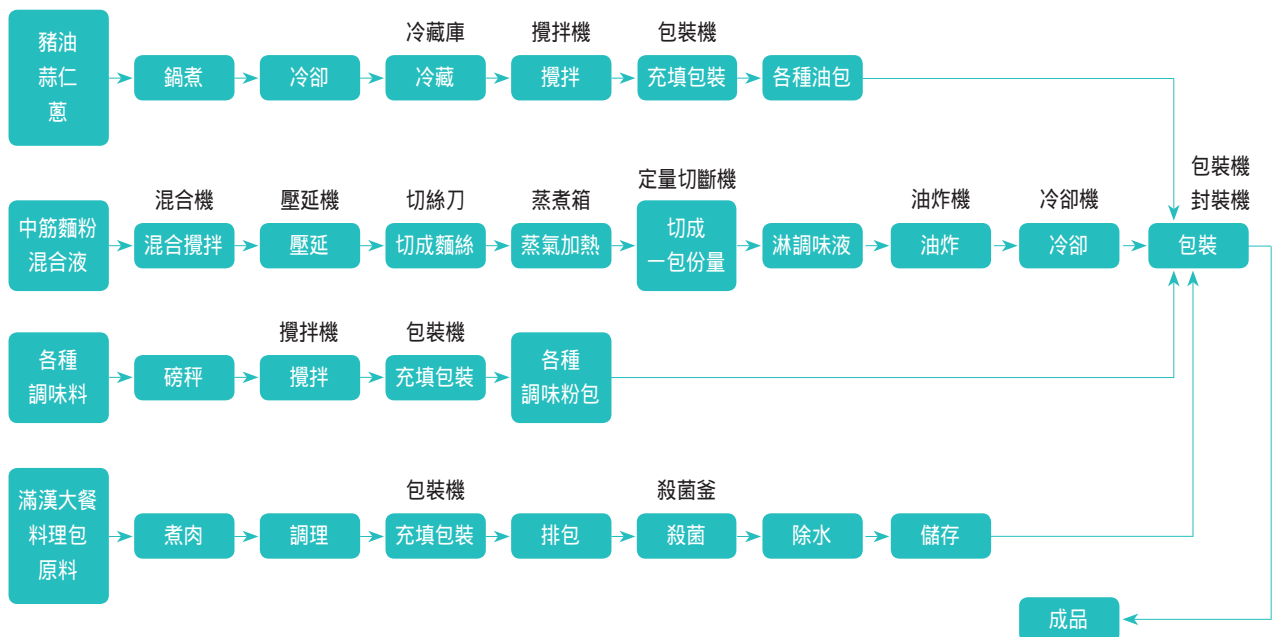 豬油
蒜仁
蔥
鍋煮
冷卻
冷藏庫
冷藏
攪拌機
攪拌
包裝機
充填包裝
各種油包
中筋麵粉
混合液
混合機
混合攪拌
壓延機
壓延
切絲刀
切成麵絲
蒸煮箱
蒸氣加熱
定量切斷機
切成
一包份量
淋調味液
油炸機
油炸
冷卻機
冷卻
包裝機
封裝機
包裝
各種
調味料
磅秤
攪拌機
攪拌
包裝機
充填包裝
各種
調味粉包
滿漢大餐
料理包
原料
煮肉
調理
包裝機
充填包裝
排包
殺菌釜
殺菌
除水
儲存
成品